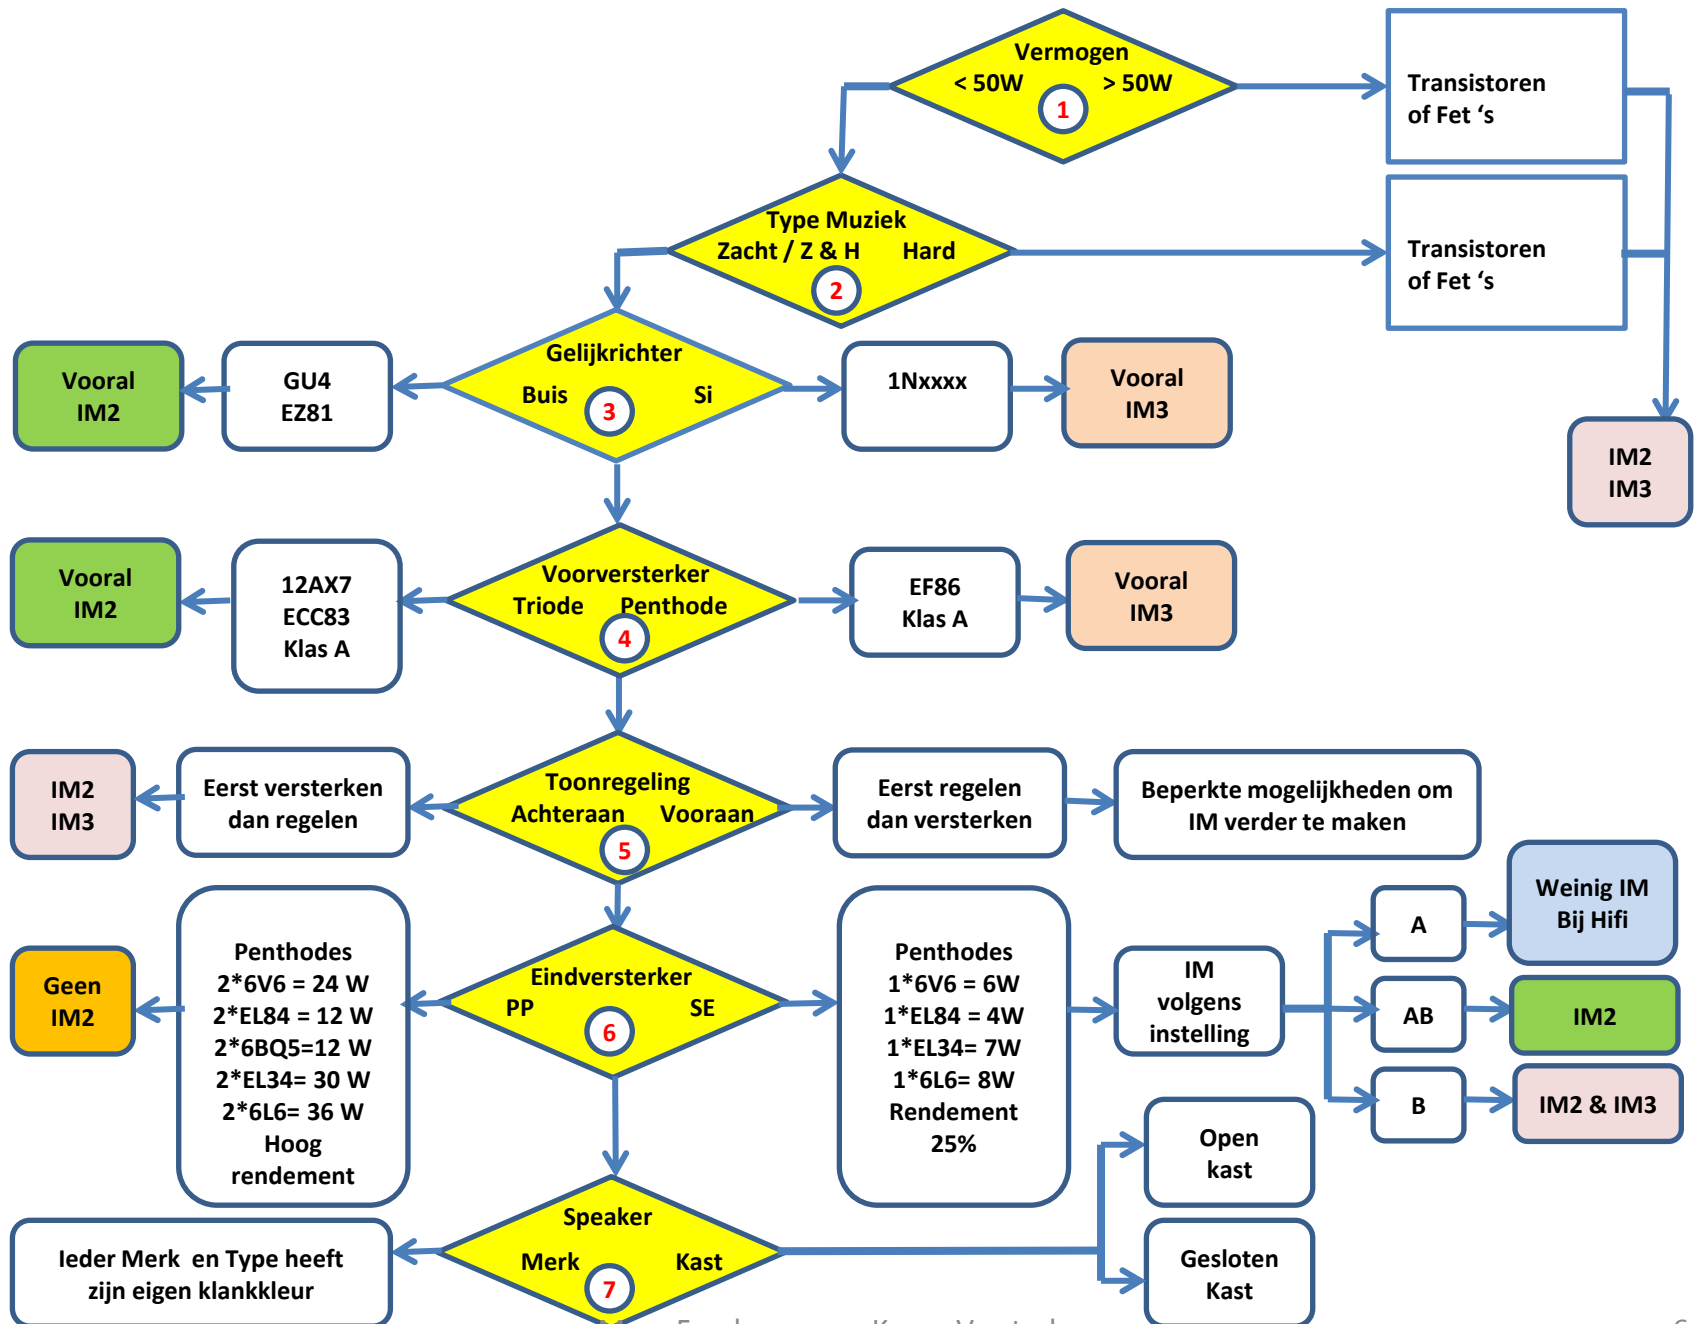 Vermogen
< 50W > 50W
1
Transistoren
of Fet ‘s
Type Muziek
Zacht / Z & H Hard
2
Transistoren
of Fet ‘s
Gelijkrichter
Buis Si
3
GU4
EZ81
Vooral
IM2
1Nxxxx
Vooral
IM3
IM2
IM3
Voorversterker
Triode Penthode
4
12AX7
ECC83
Klas A
Vooral
IM2
EF86
Klas A
Vooral
IM3
Toonregeling
Achteraan Vooraan
5
Eerst versterken
dan regelen
IM2
IM3
Eerst regelen
dan versterken
Beperkte mogelijkheden om
IM verder te maken
Eindversterker
PP SE
6
Penthodes
2*6V6 = 24 W
2*EL84 = 12 W
2*6BQ5=12 W
2*EL34= 30 W
2*6L6= 36 W
Hoog
rendement
Geen
IM2
Penthodes
1*6V6 = 6W
1*EL84 = 4W
1*EL34= 7W
1*6L6= 8W
Rendement
25%
IM
volgens
instelling
A
Weinig IM
Bij Hifi
AB
IM2
B
IM2 & IM3
Speaker
Merk Kast
7
Ieder Merk en Type heeft
zijn eigen klankkleur
Open
kast
Gesloten
Kast